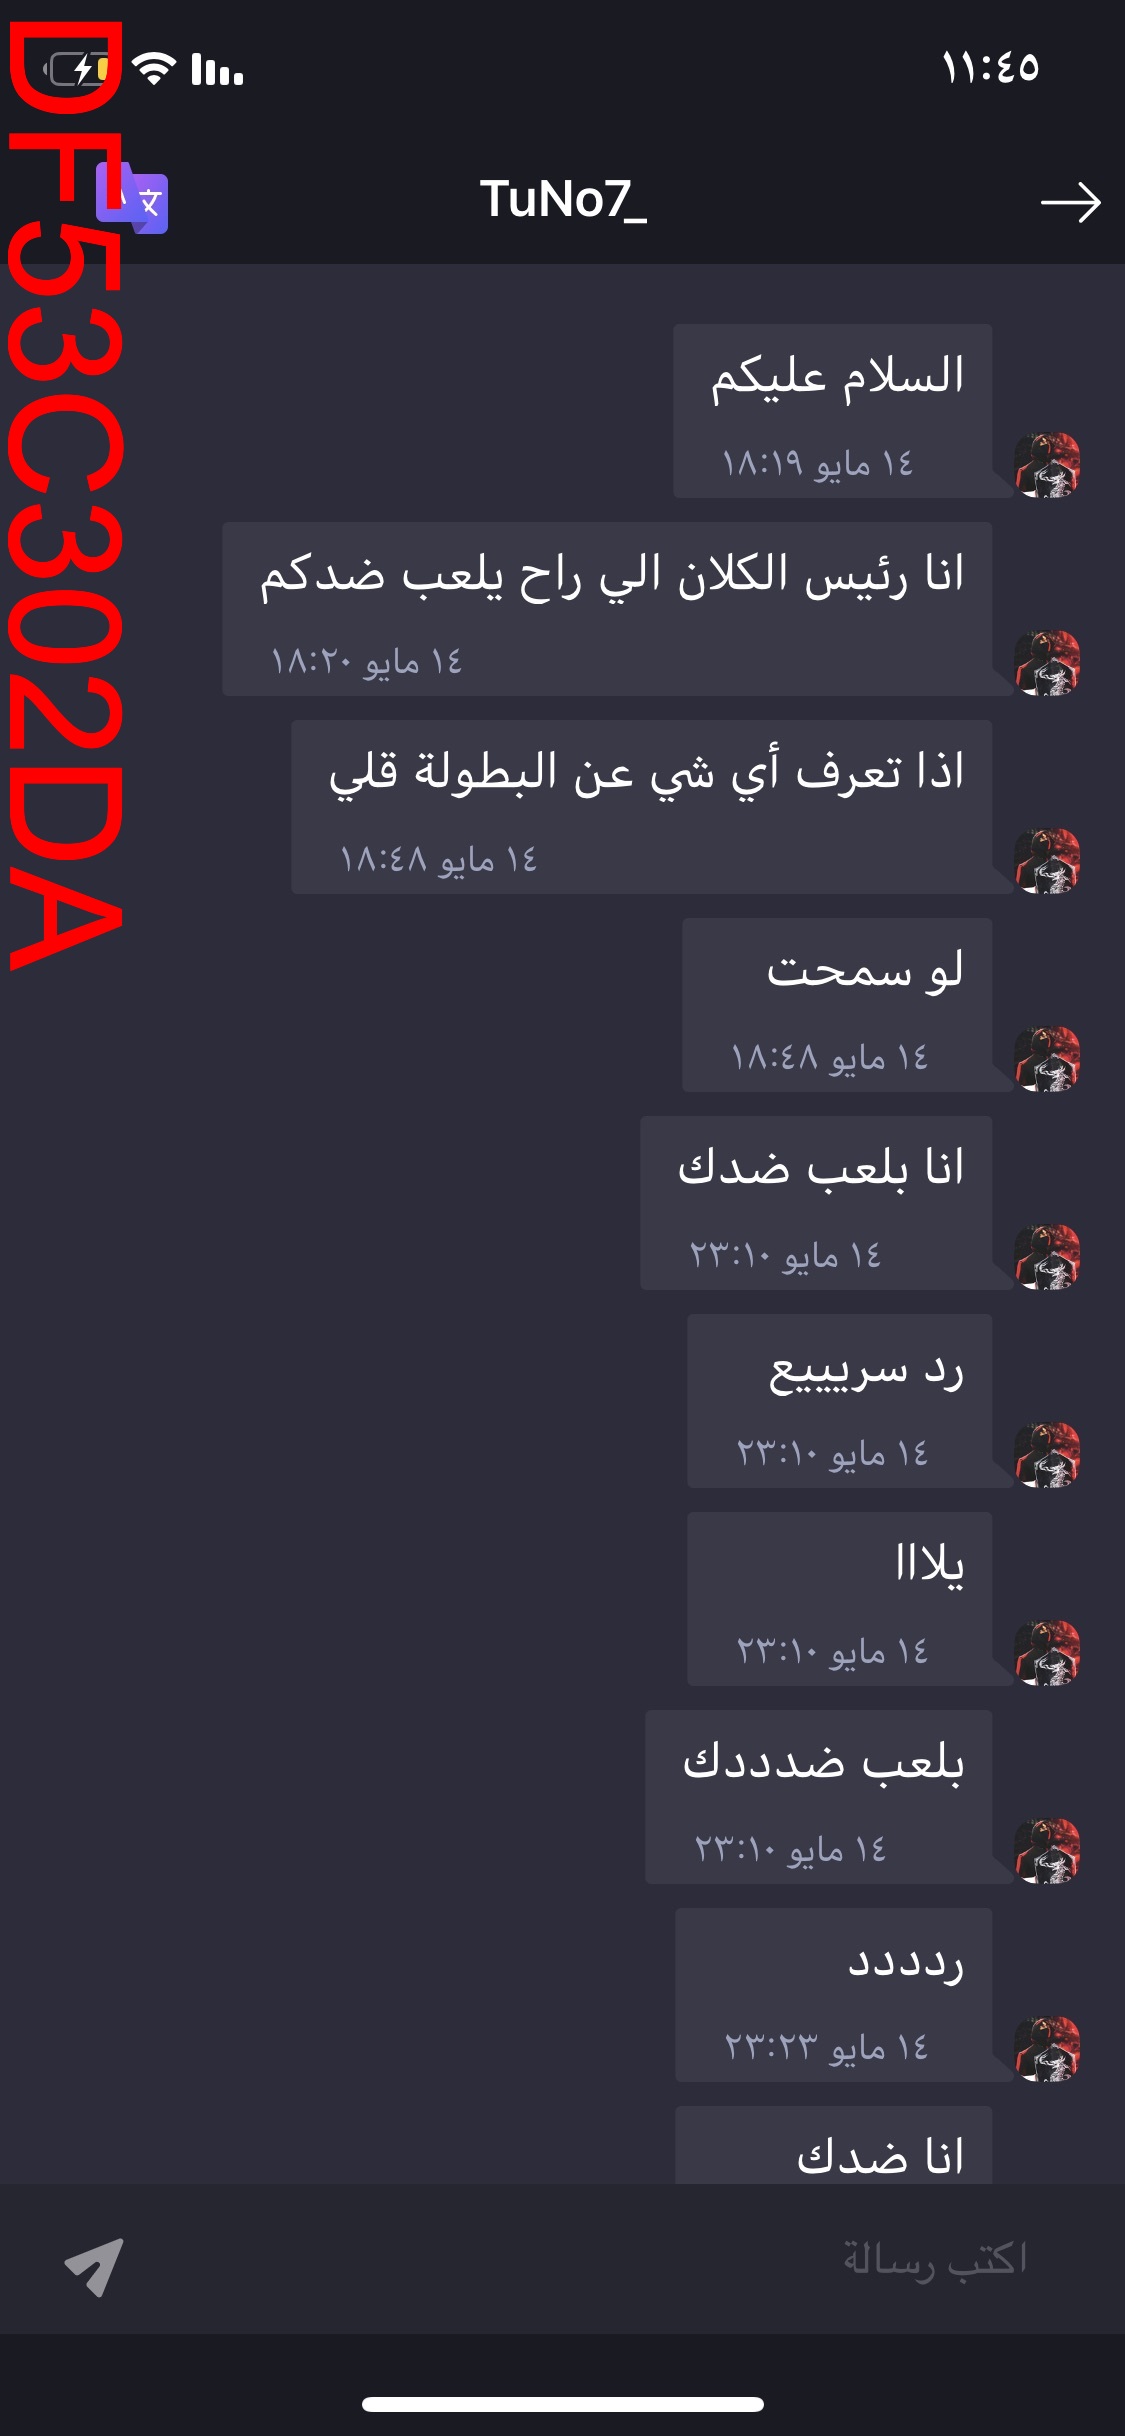 ١١:٤٥
TuNo7_
السلام عليكم
١٤ مايو ١٨:١٩
انا رئيس الكلان الي راح يلعب ضدكم
١٤ مايو ١٨:٢٠
اذا تعرف أي شي عن البطولة قلي
١٤ مايو ١٨:٤٨
لو سمحت
١٤ مايو ١٨:٤٨
انا بلعب ضدك
١٤ مايو ٢٣:١٠
رد سرييييع
١٤ مايو ٢٣:١٠
يلااا
١٤ مايو ٢٣:١٠
بلعب ضدددك
١٤ مايو ٢٣:١٠
ردددد
١٤ مايو ٢٣:٢٣
انا ضدك
اكتب رسالة
DF53C302DA